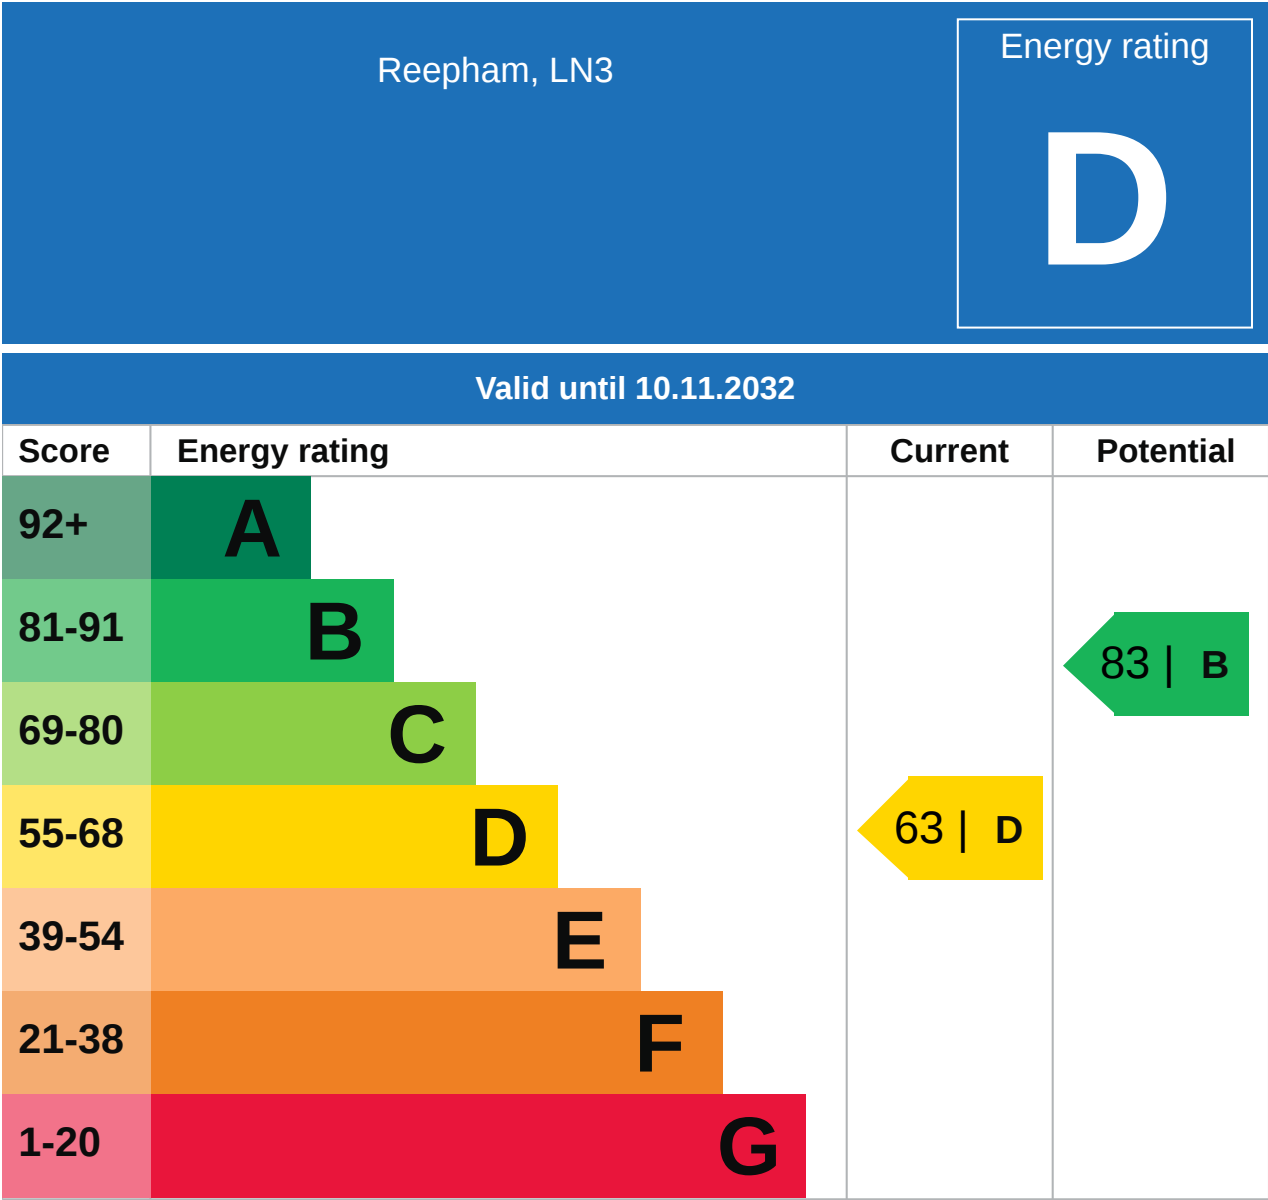 Reepham, LN3
Energy rating
D
Valid until 10.11.2032
Score Energy rating Current Potential
92+ A
81-91 B
83 | B
69-80 C
55-68 D
63 | D
39-54 E
21-38 F
1-20 G